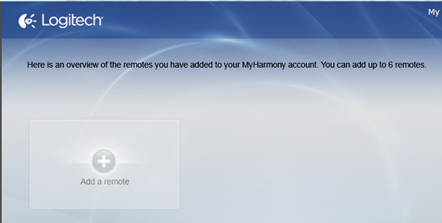 My
Logitech
Here is an overview of the remotes you have added to your MyHarmony account. You can add up to 6 remotes.
Add a remote